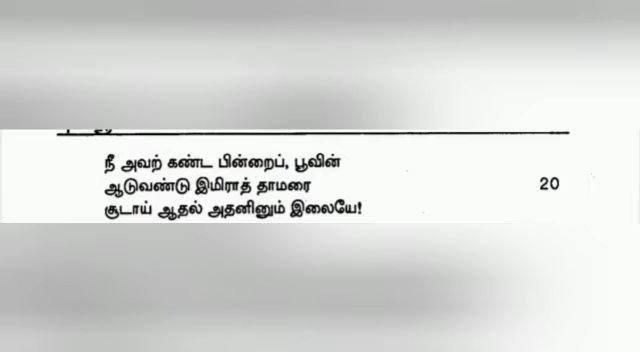 நீ அவற் கண்ட பின்றைப், பூவின்
ஆடுவண்டு இமிராத் தாமரை 20
சூடாய் ஆதல் அதனினும் இலையே!